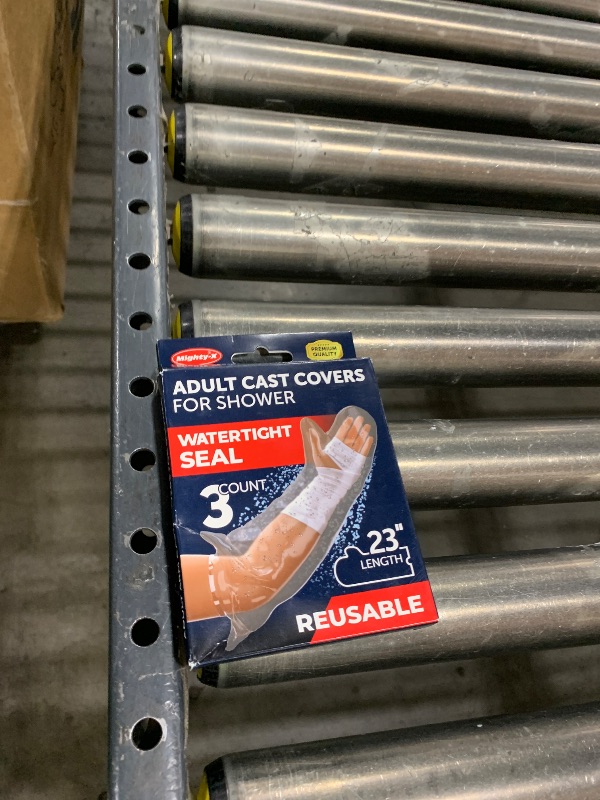 Mighty-X
PREMIUM
QUALITY
ADULT CAST COVERS
FOR SHOWER
WATERTIGHT
SEAL
3 COUNT
23"
LENGTH
REUSABLE